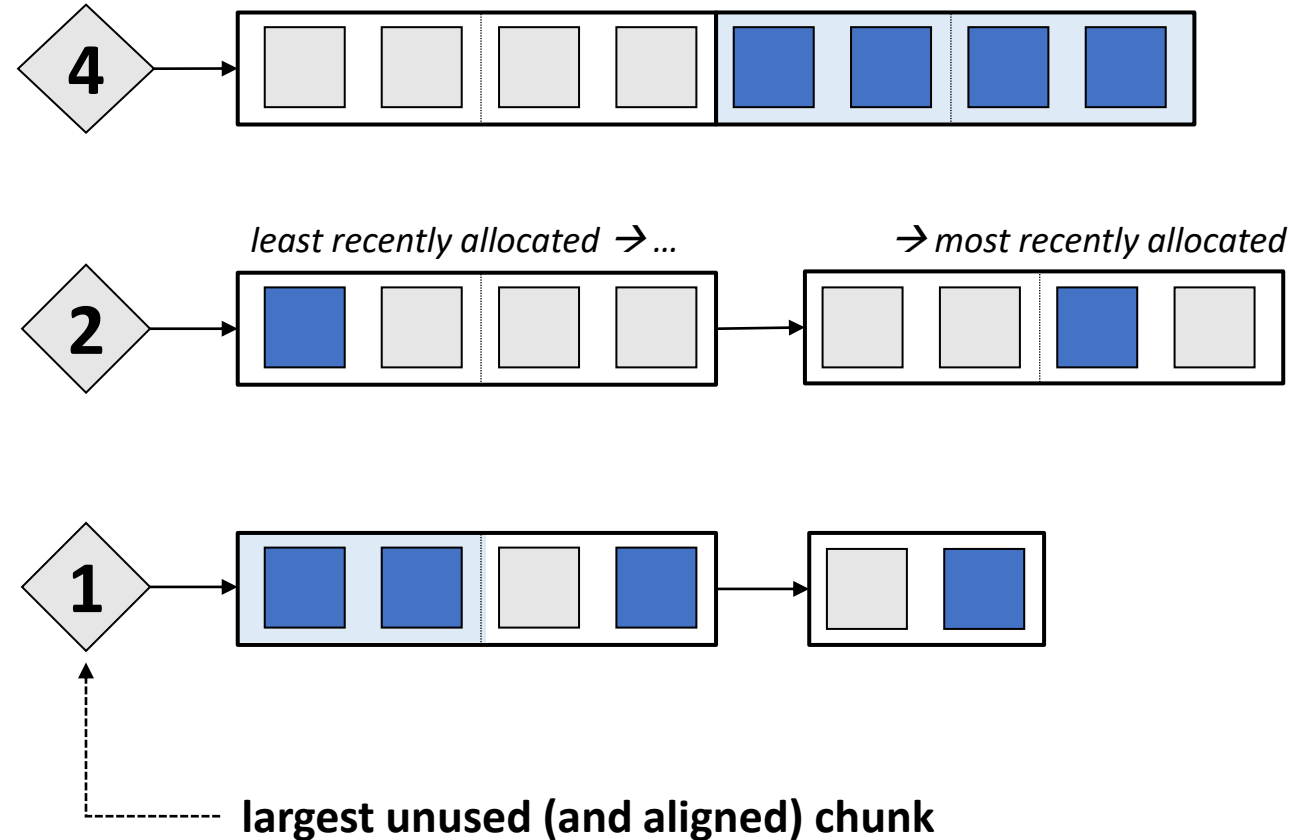 4
least recently allocated → ...
→ most recently allocated
2
1
largest unused (and aligned) chunk